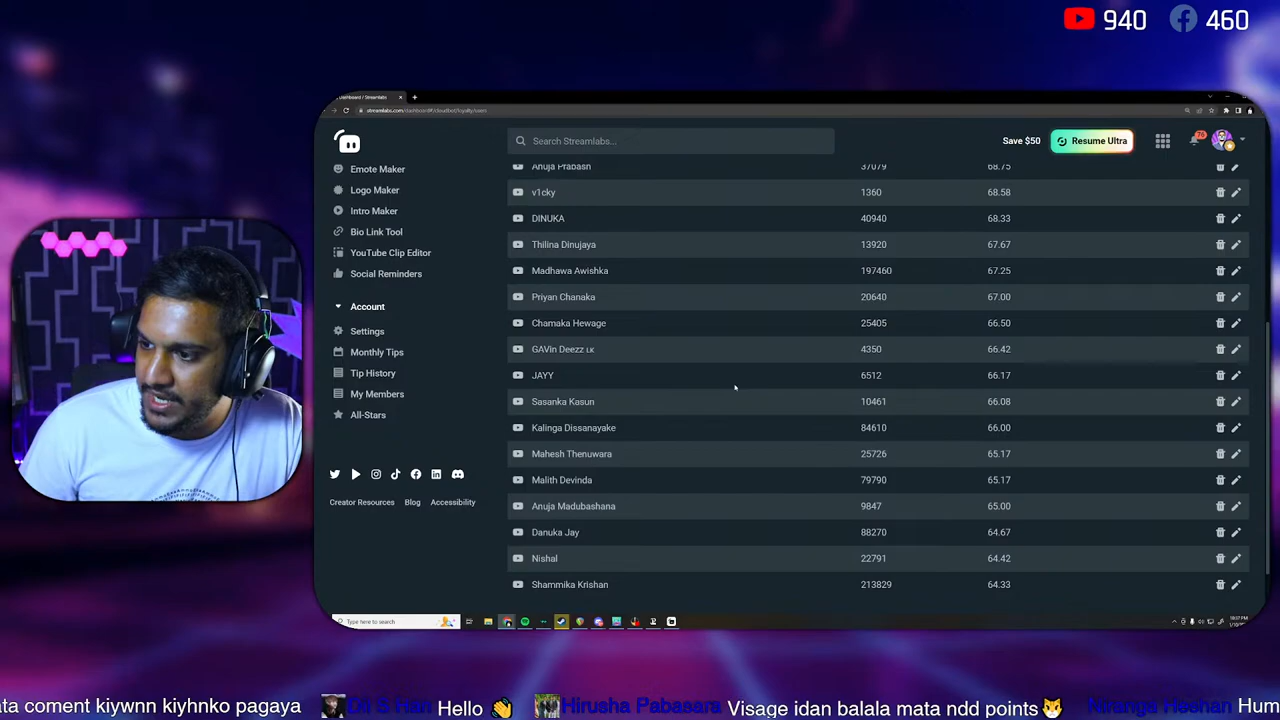 940 460
Dashboard / Streamlabs
Search Streamlabs...
Save $50 Resume Ultra
Emote Maker
Logo Maker
Intro Maker
Bio Link Tool
YouTube Clip Editor
Social Reminders
Account
Settings
Monthly Tips
Tip History
My Members
All-Stars
Creator Resources Blog Accessibility
Anuja Prabash 37079 68.75
v1cky 1360 68.58
DINUKA 40940 68.33
Thilina Dinujaya 13920 67.67
Madhawa Awishka 197460 67.25
Priyan Chanaka 20640 67.00
Chamaka Hewage 25405 66.50
GAVin Deezz ʟᴋ 4350 66.42
JAYY 6512 66.17
Sasanka Kasun 10461 66.08
Kalinga Dissanayake 84610 66.00
Mahesh Thenuwara 25726 65.17
Malith Devinda 79790 65.17
Anuja Madubashana 9847 65.00
Danuka Jay 88270 64.67
Nishal 22791 64.42
Shammika Krishan 213829 64.33
Type here to search
ata coment kiywnn kiyhnko pagaya Hello 👋 Hirusha Pabasara Visage idan balala mata ndd points Niranga Heshan Hum